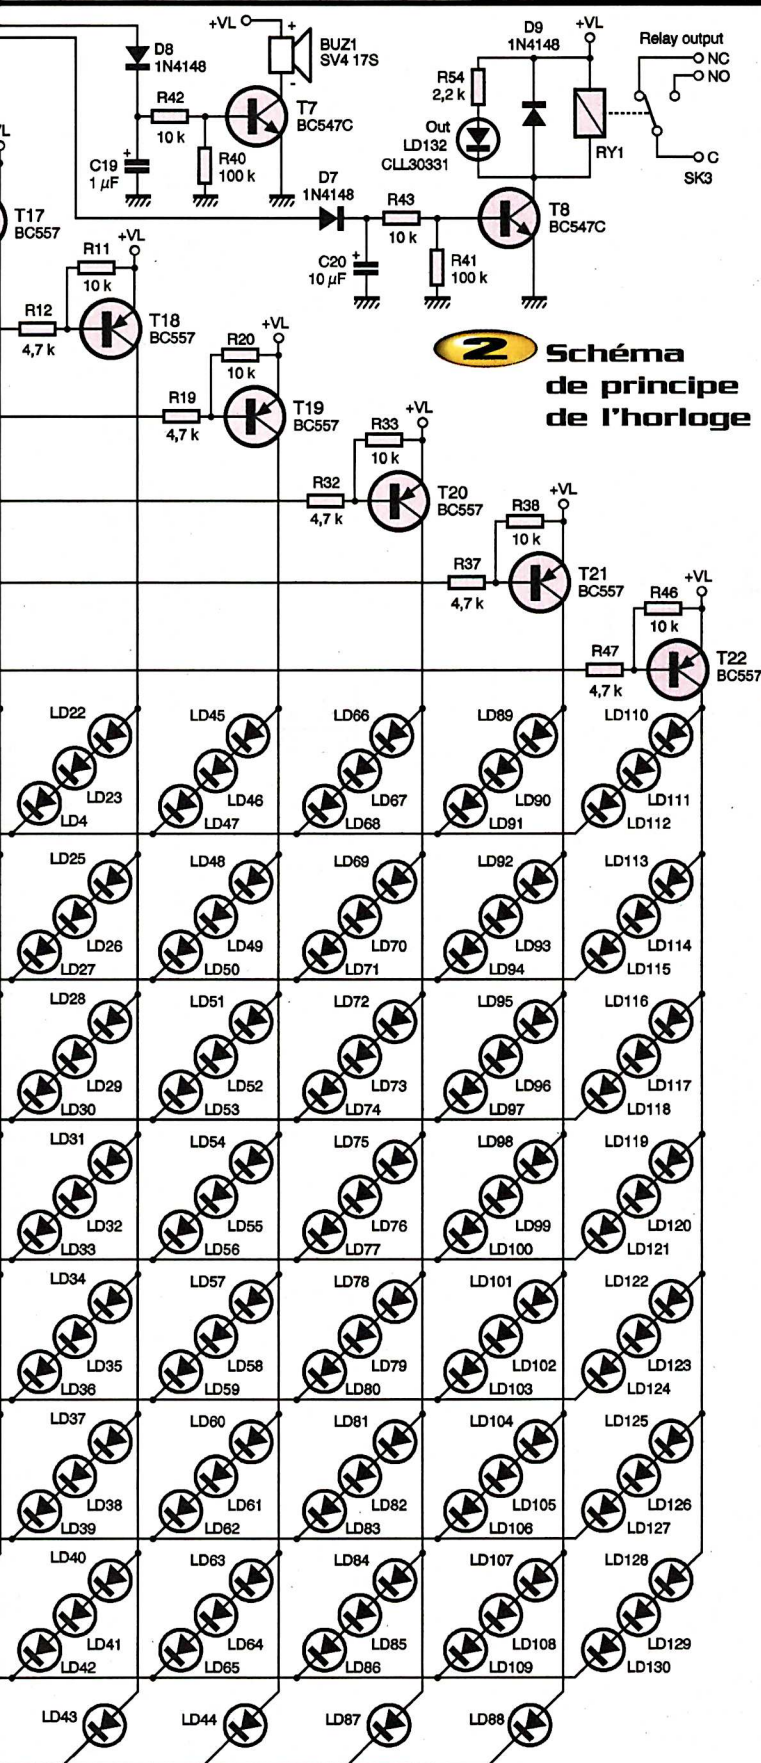 +VL
+
BUZ1
SV4 17S
-
D8
1N4148
R42
10 k
T7
BC547C
C19
1 µF
+
R40
100 k
D9
1N4148
+VL
R54
2,2 k
Out
LD132
CLL30331
RY1
Relay output
NC
NO
C
SK3
D7
1N4148
R43
10 k
T8
BC547C
C20
10 µF
+
R41
100 k
T17
BC557
+VL
R11
10 k
R12
4,7 k
T18
BC557
+VL
R20
10 k
R19
4,7 k
T19
BC557
2 Schéma
de principe
de l'horloge
+VL
R33
10 k
R32
4,7 k
T20
BC557
+VL
R38
10 k
R37
4,7 k
T21
BC557
+VL
R46
10 k
R47
4,7 k
T22
BC557
LD22 LD45 LD66 LD89 LD110
LD23 LD46 LD67 LD90 LD111
LD4 LD47 LD68 LD91 LD112
LD25 LD48 LD69 LD92 LD113
LD26 LD49 LD70 LD93 LD114
LD27 LD50 LD71 LD94 LD115
LD28 LD51 LD72 LD95 LD116
LD29 LD52 LD73 LD96 LD117
LD30 LD53 LD74 LD97 LD118
LD31 LD54 LD75 LD98 LD119
LD32 LD55 LD76 LD99 LD120
LD33 LD56 LD77 LD100 LD121
LD34 LD57 LD78 LD101 LD122
LD35 LD58 LD79 LD102 LD123
LD36 LD59 LD80 LD103 LD124
LD37 LD60 LD81 LD104 LD125
LD38 LD61 LD82 LD105 LD126
LD39 LD62 LD83 LD106 LD127
LD40 LD63 LD84 LD107 LD128
LD41 LD64 LD85 LD108 LD129
LD42 LD65 LD86 LD109 LD130
LD43 LD44 LD87 LD88